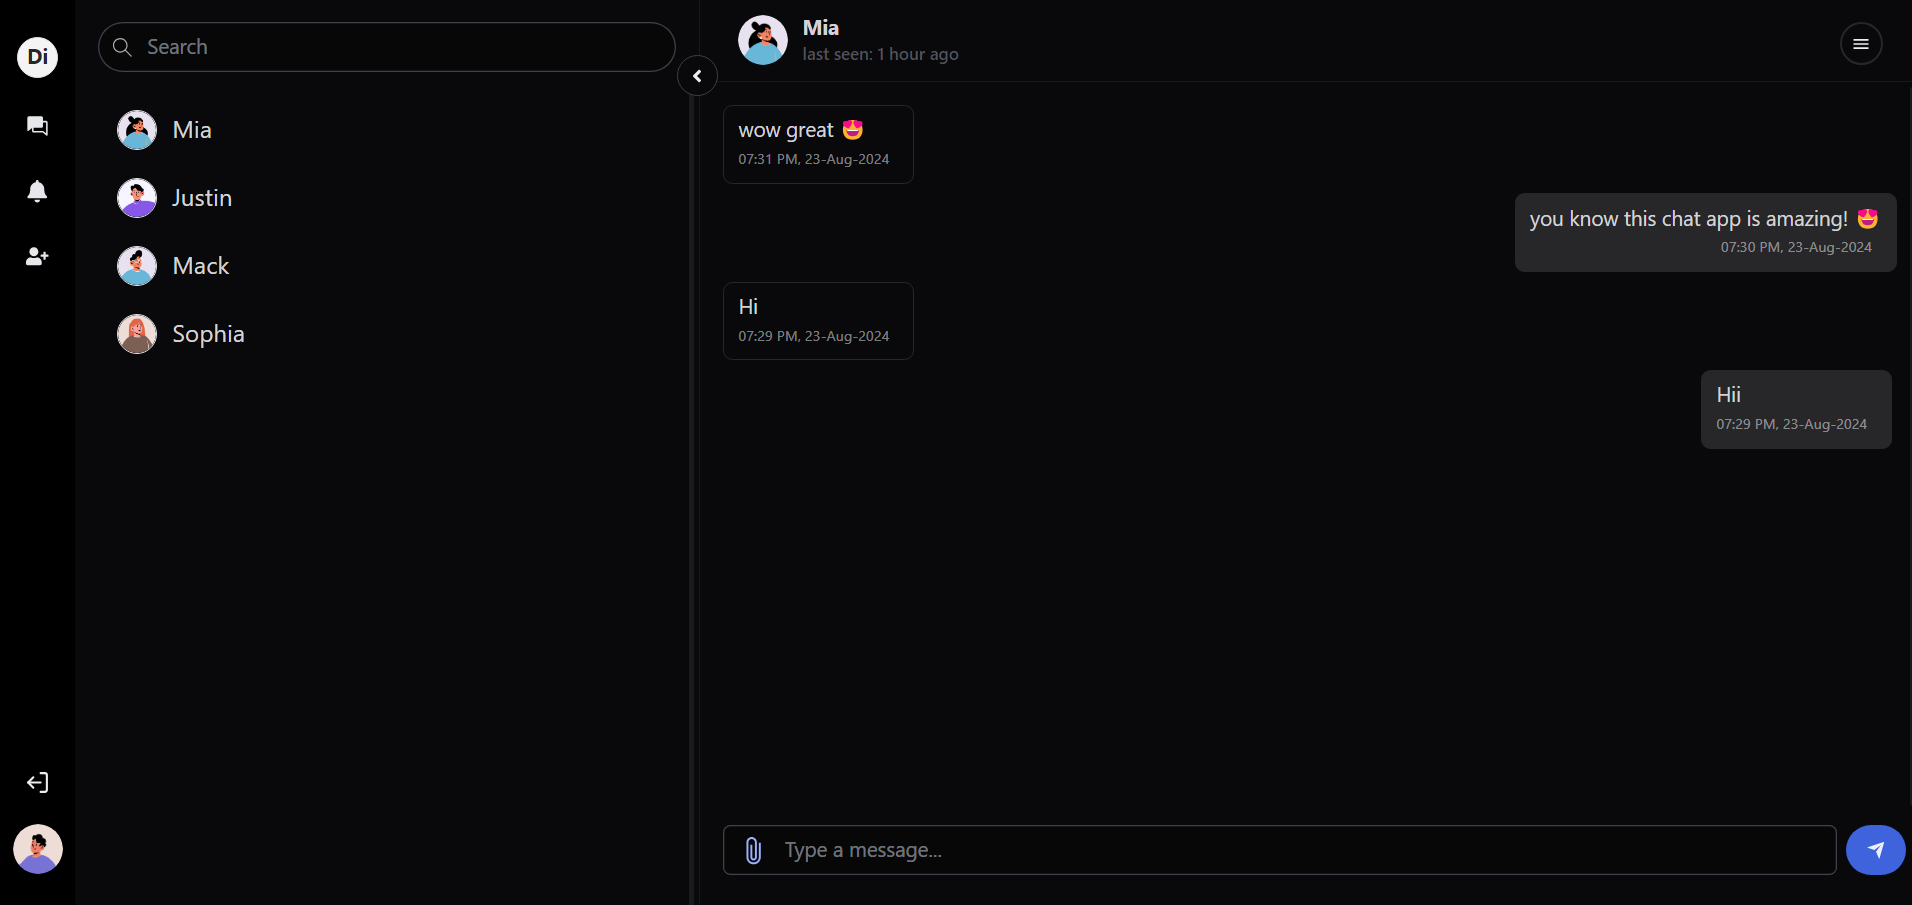 Di
Search
Mia
Justin
Mack
Sophia
Mia
last seen: 1 hour ago
wow great 😍
07:31 PM, 23-Aug-2024
you know this chat app is amazing! 😍
07:30 PM, 23-Aug-2024
Hi
07:29 PM, 23-Aug-2024
Hii
07:29 PM, 23-Aug-2024
Type a message...